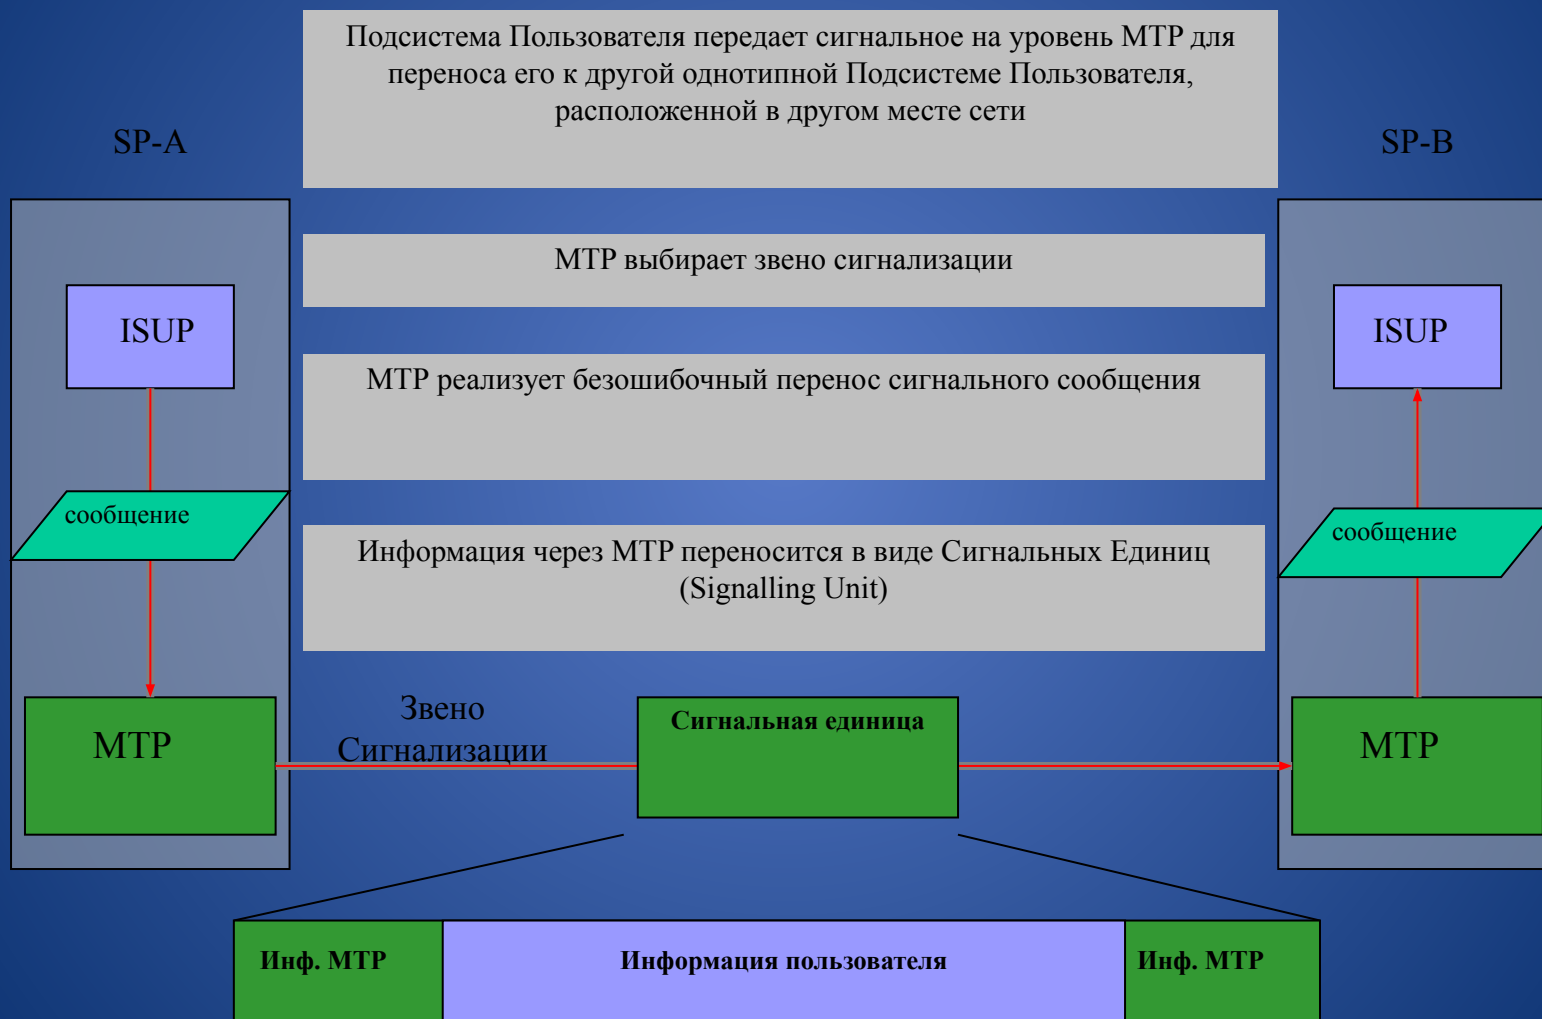 Подсистема Пользователя передает сигнальное на уровень МТР для
переноса его к другой однотипной Подсистеме Пользователя,
расположенной в другом месте сети
SP-A
SP-B
МТР выбирает звено сигнализации
ISUP
ISUP
МТР реализует безошибочный перенос сигнального сообщения
сообщение
сообщение
Информация через МТР переносится в виде Сигнальных Единиц
(Signalling Unit)
МТР
Звено
Сигнализации
Сигнальная единица
МТР
Инф. МТР
Информация пользователя
Инф. МТР